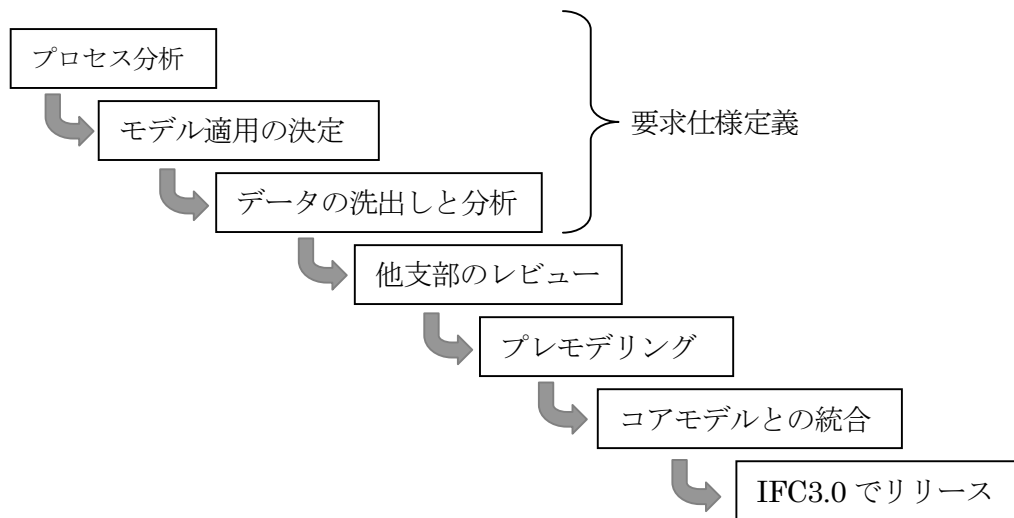 プロセス分析
モデル適用の決定
要求仕様定義
データの洗出しと分析
他支部のレビュー
プレモデリング
コアモデルとの統合
IFC3.0 でリリース